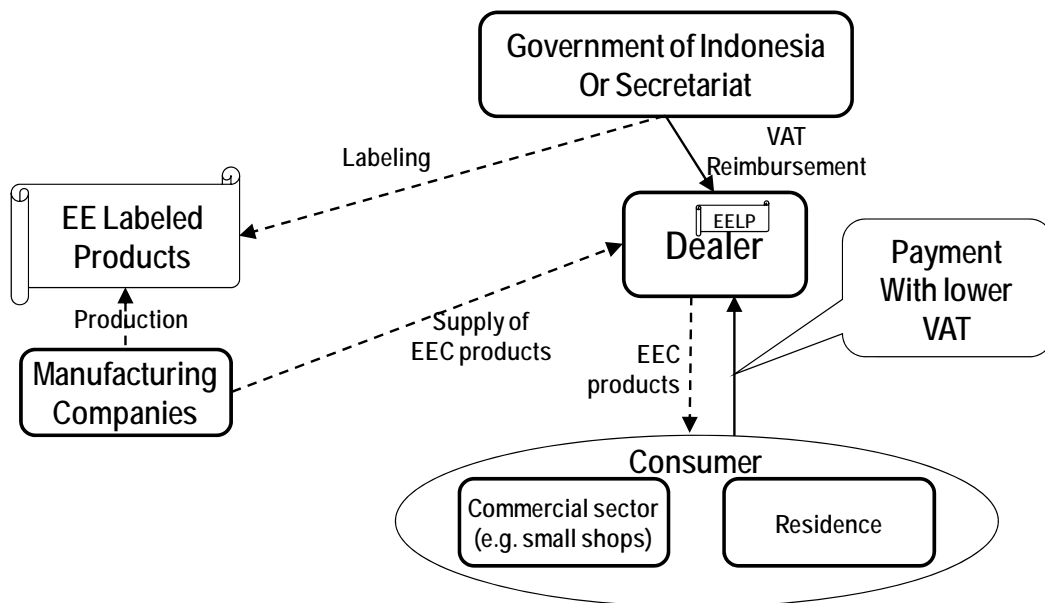 Government of Indonesia
Or Secretariat
Labeling
VAT
Reimbursement
EE Labeled
Products
EELP
Dealer
Payment
With lower
VAT
Production
Supply of
EEC products
EEC
products
Manufacturing
Companies
Consumer
Commercial sector
(e.g. small shops)
Residence